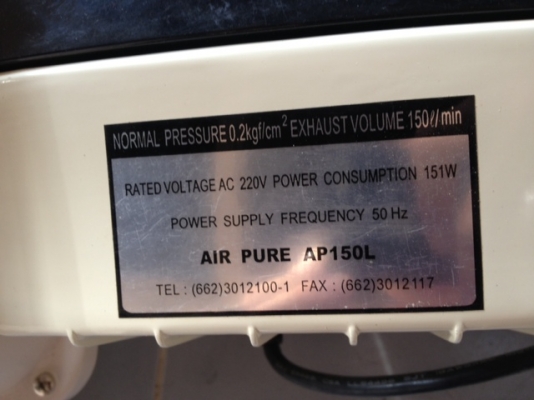 NORMAL PRESSURE 0.2kgf/cm² EXHAUST VOLUME 150ℓ/min
RATED VOLTAGE AC 220V POWER CONSUMPTION 151W
POWER SUPPLY FREQUENCY 50 Hz
AIR PURE AP150L
TEL : (662)3012100-1 FAX : (662)3012117